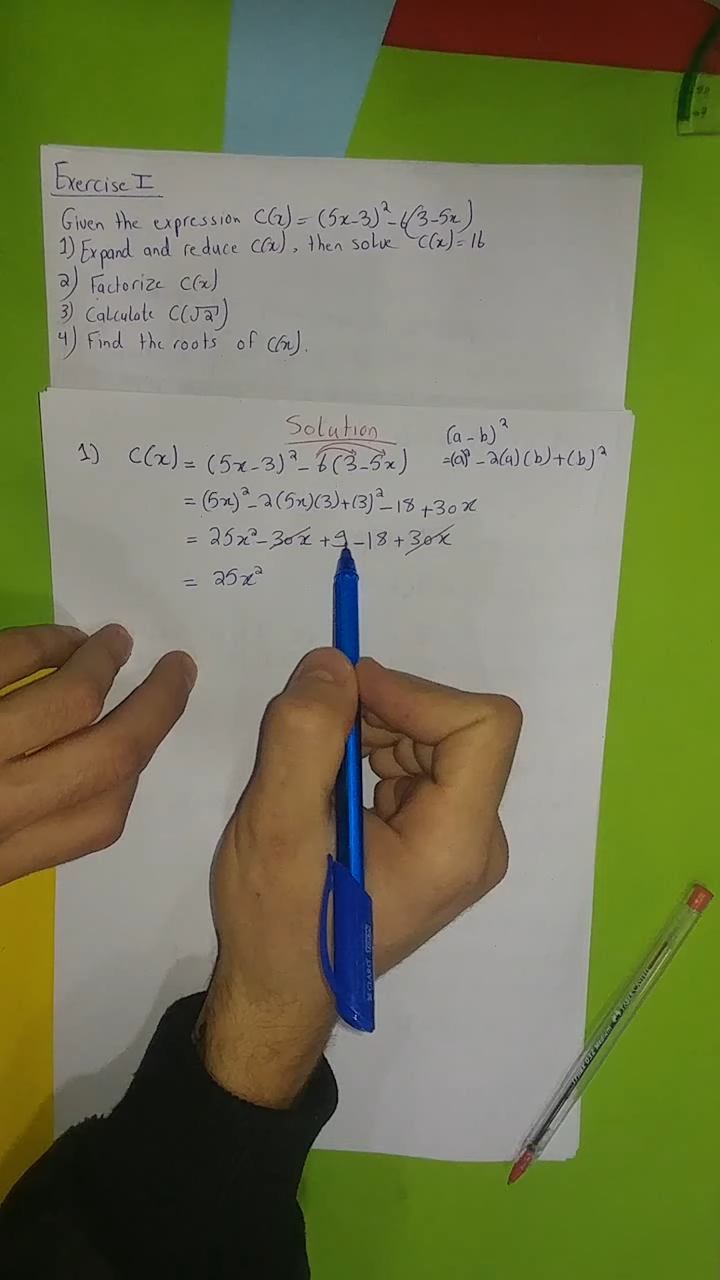 Exercise I
Given the expression C(x) = (5x-3)² - 6(3-5x)
1) Expand and reduce C(x), then solve C(x)=16
2) Factorize C(x)
3) Calculate C(√2)
4) Find the roots of C(x).
Solution
(a-b)²
1) C(x) = (5x-3)² - 6(3-5x) =(a)² - 2(a)(b)+(b)²
= (5x)² - 2(5x)(3)+(3)² - 18 + 30x
= 25x² - 30x + 9 - 18 + 30x
= 25x²